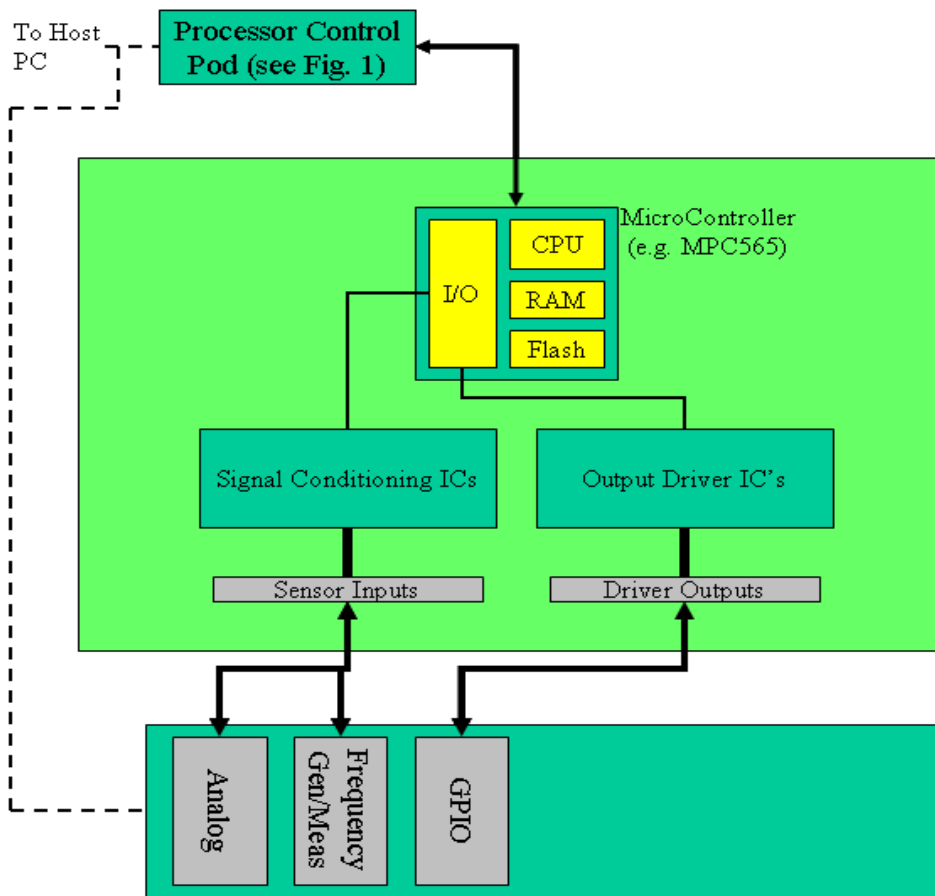 To Host
PC
Processor Control
Pod (see Fig. 1)
MicroController
(e.g. MPC565)
I/O
CPU
RAM
Flash
Signal Conditioning ICs
Output Driver IC's
Sensor Inputs
Driver Outputs
Analog
Frequency
Gen/Meas
GPIO